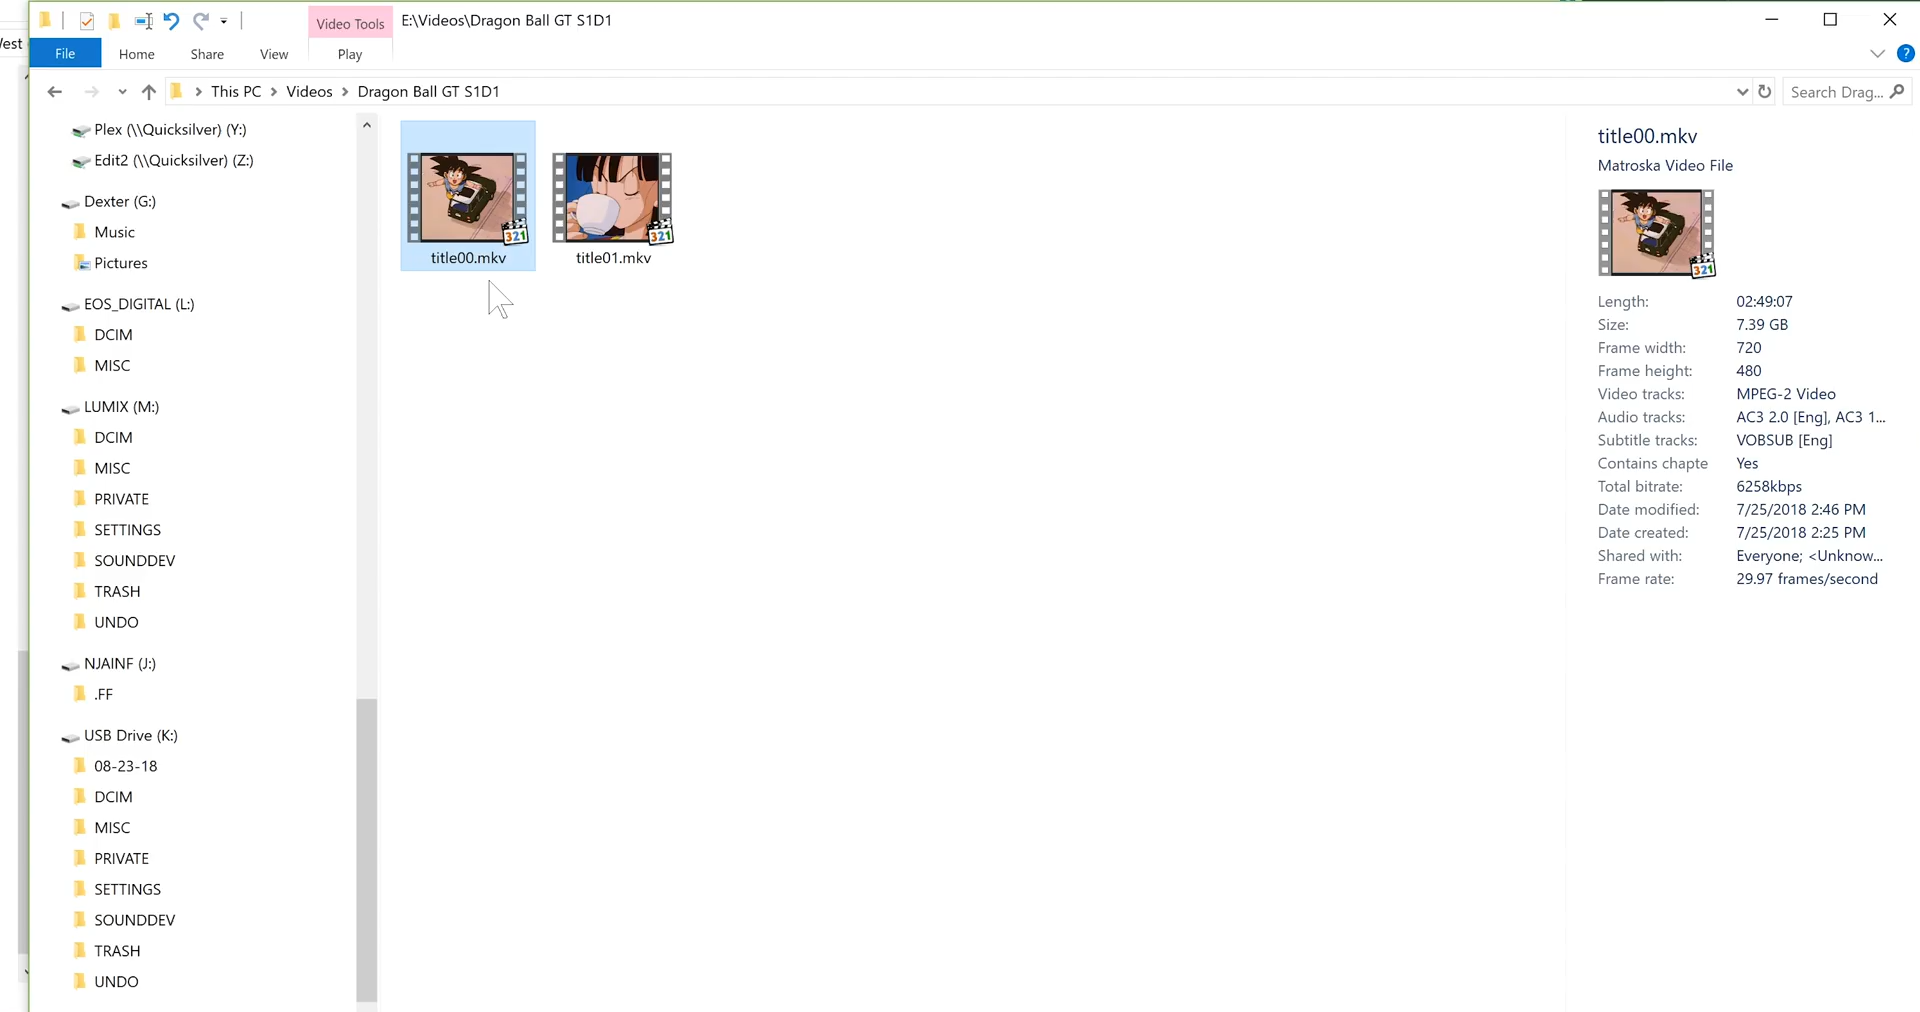 Video Tools
E:\Videos\Dragon Ball GT S1D1
File
Home
Share
View
Play
?
This PC
Videos
Dragon Ball GT S1D1
Search Drag...
Plex (\\Quicksilver) (Y:)
Edit2 (\\Quicksilver) (Z:)
Dexter (G:)
Music
Pictures
EOS_DIGITAL (L:)
DCIM
MISC
LUMIX (M:)
DCIM
MISC
PRIVATE
SETTINGS
SOUNDDEV
TRASH
UNDO
NJAINF (J:)
.FF
USB Drive (K:)
08-23-18
DCIM
MISC
PRIVATE
SETTINGS
SOUNDDEV
TRASH
UNDO
321
title00.mkv
321
title01.mkv
title00.mkv
Matroska Video File
321
Length: 02:49:07
Size: 7.39 GB
Frame width: 720
Frame height: 480
Video tracks: MPEG-2 Video
Audio tracks: AC3 2.0 [Eng], AC3 1...
Subtitle tracks: VOBSUB [Eng]
Contains chapte Yes
Total bitrate: 6258kbps
Date modified: 7/25/2018 2:46 PM
Date created: 7/25/2018 2:25 PM
Shared with: Everyone; <Unknow...
Frame rate: 29.97 frames/second